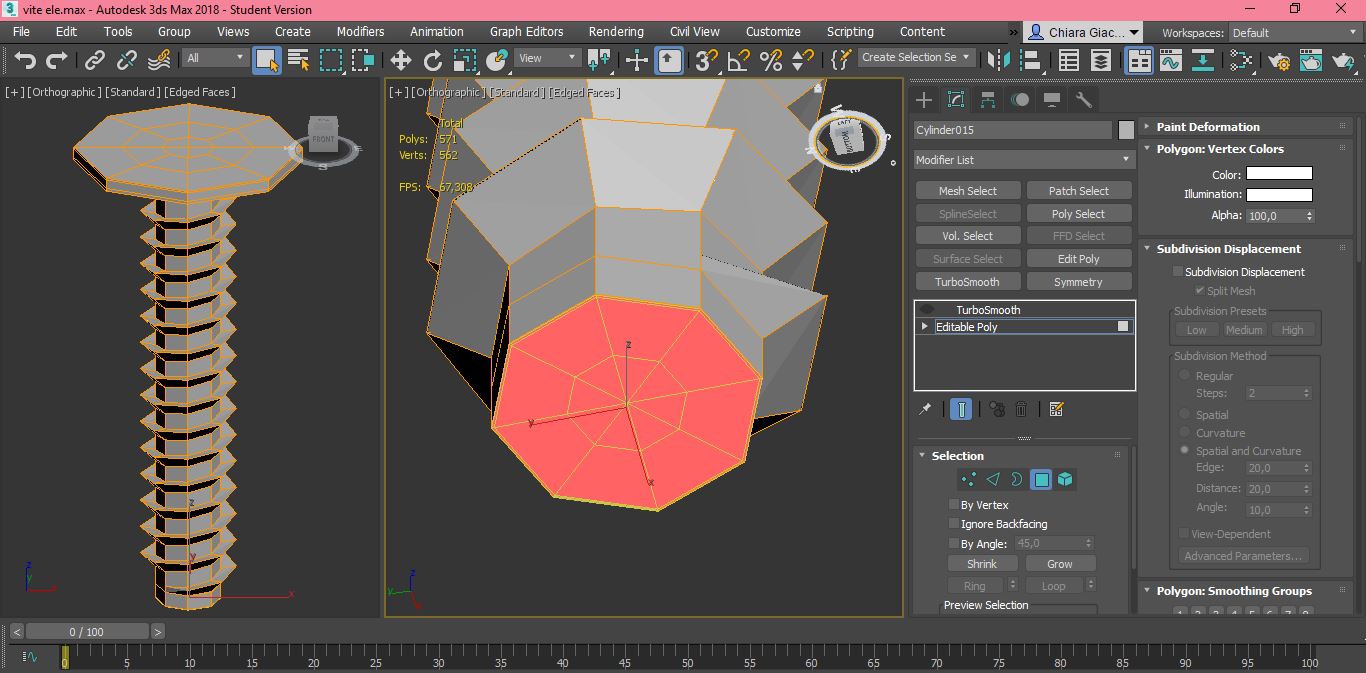 vite ele.max - Autodesk 3ds Max 2018 - Student Version
File Edit Tools Group Views Create Modifiers Animation Graph Editors Rendering Civil View Customize Scripting Content » Chiara Giac... Workspaces: Default
All View Create Selection Se
[+] [Orthographic] [Standard] [Edged Faces]
FRONT
S
[+] [Orthographic] [Standard] [Edged Faces]
Total
Polys: 571
Verts: 562
FPS: 67,308
LEFT
BOTTOM
z
y
x
z
y
x
z
y
z
y
Cylinder015
Modifier List
Mesh Select Patch Select
SplineSelect Poly Select
Vol. Select FFD Select
Surface Select Edit Poly
TurboSmooth Symmetry
TurboSmooth
Editable Poly
Selection
By Vertex
Ignore Backfacing
By Angle: 45,0
Shrink Grow
Ring Loop
Preview Selection
Paint Deformation
Polygon: Vertex Colors
Color:
Illumination:
Alpha: 100,0
Subdivision Displacement
Subdivision Displacement
Split Mesh
Subdivision Presets
Low Medium High
Subdivision Method
Regular
Steps: 2
Spatial
Curvature
Spatial and Curvature
Edge: 20,0
Distance: 20,0
Angle: 10,0
View-Dependent
Advanced Parameters...
Polygon: Smoothing Groups
1 2 3 4 5 6 7 8
< 0 / 100 >
0 5 10 15 20 25 30 35 40 45 50 55 60 65 70 75 80 85 90 95 100